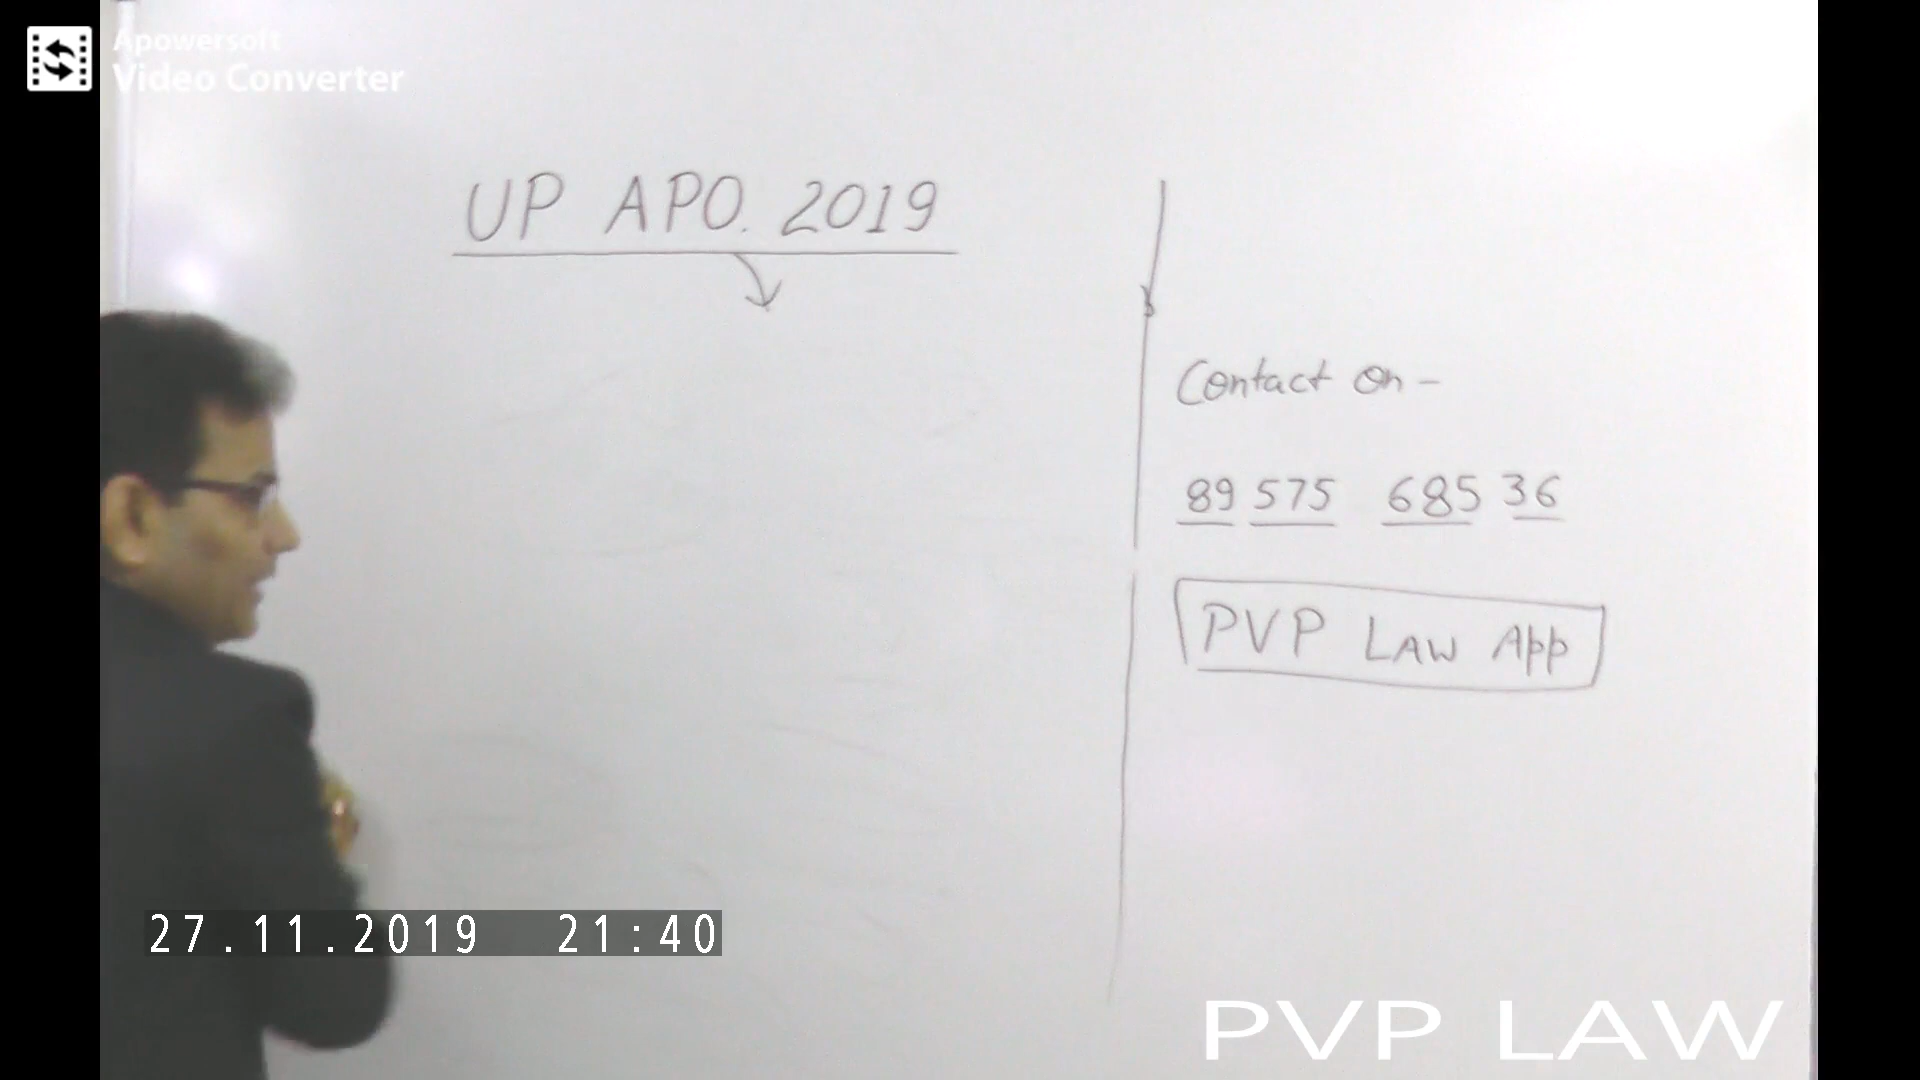 Apowersoft
Video Converter
UP APO. 2019
Contact on -
89 575 685 36
PVP LAW App
27.11.2019 21:40
PVP LAW